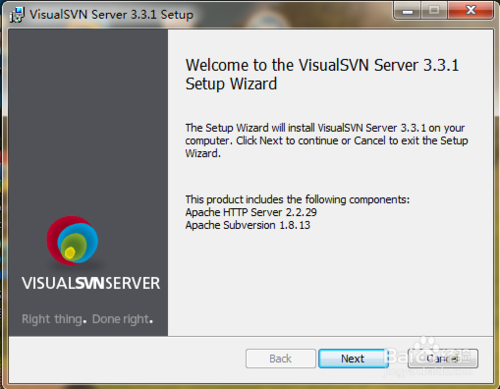 VisualSVN Server 3.3.1 Setup
Welcome to the VisualSVN Server 3.3.1
Setup Wizard
The Setup Wizard will install VisualSVN Server 3.3.1 on your
computer. Click Next to continue or Cancel to exit the Setup
Wizard.
This product includes the following components:
Apache HTTP Server 2.2.29
Apache Subversion 1.8.13
VISUALSVNSERVER
Right thing. Done right.
Back
Next
Cancel